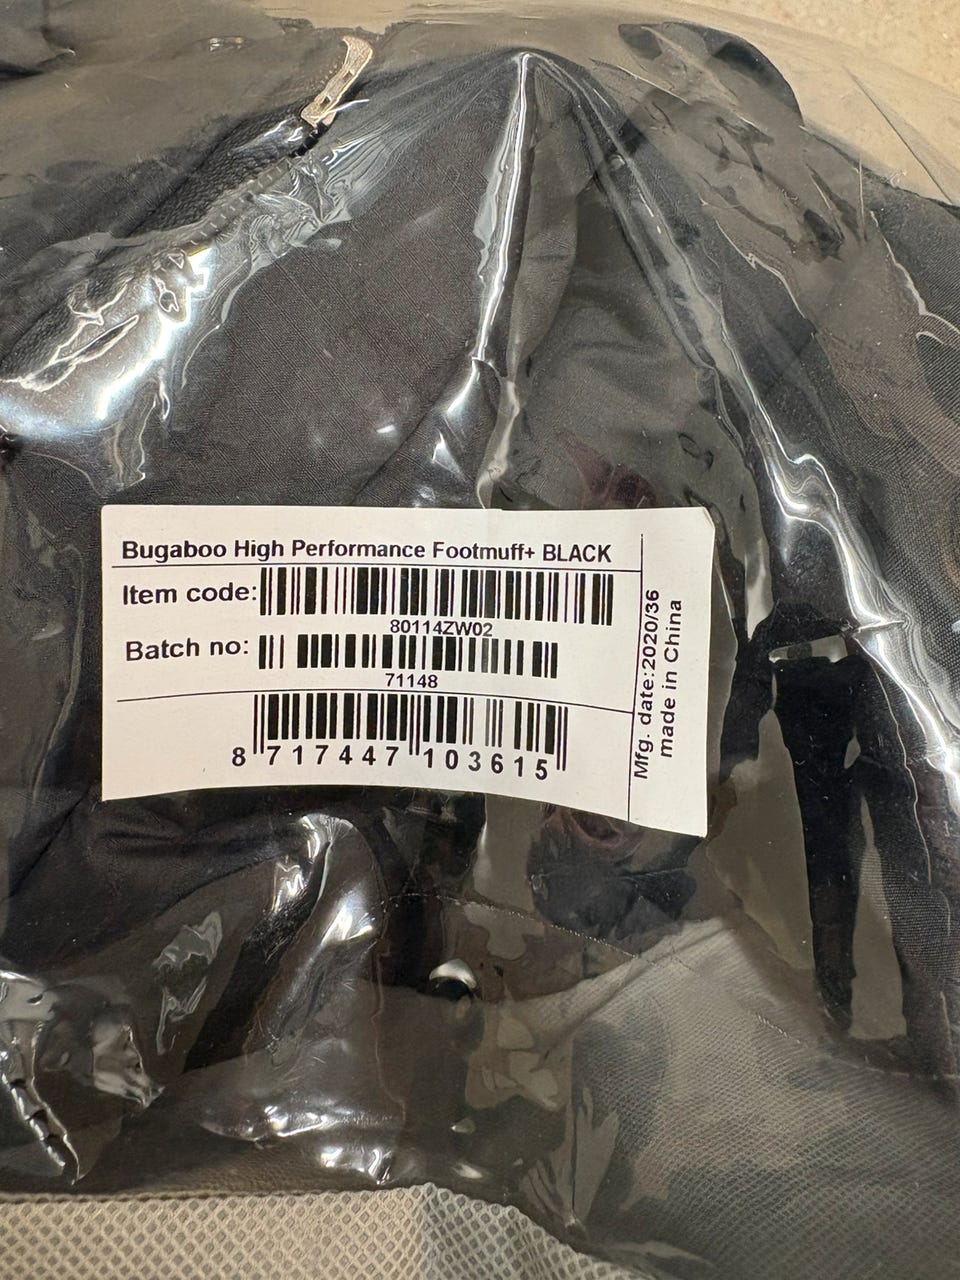 Bugaboo High Performance Footmuff+ BLACK
Item code:
80114ZW02
Batch no:
71148
8 717447 103615
Mfg. date:2020/36
made in China